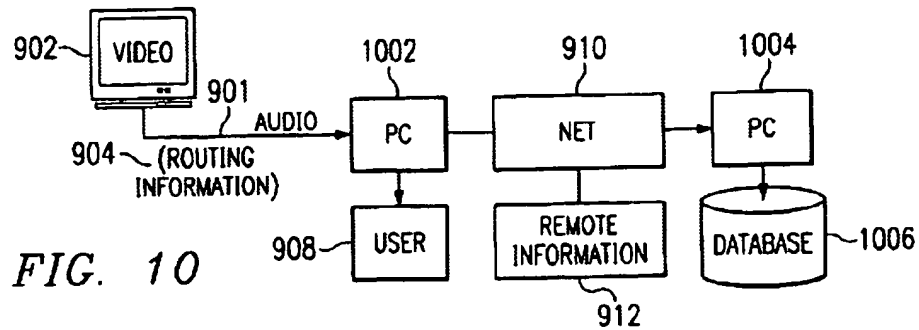 902
VIDEO
901
AUDIO
904
(ROUTING
INFORMATION)
1002
PC
910
NET
1004
PC
908
USER
REMOTE
INFORMATION
912
DATABASE
1006
FIG. 10